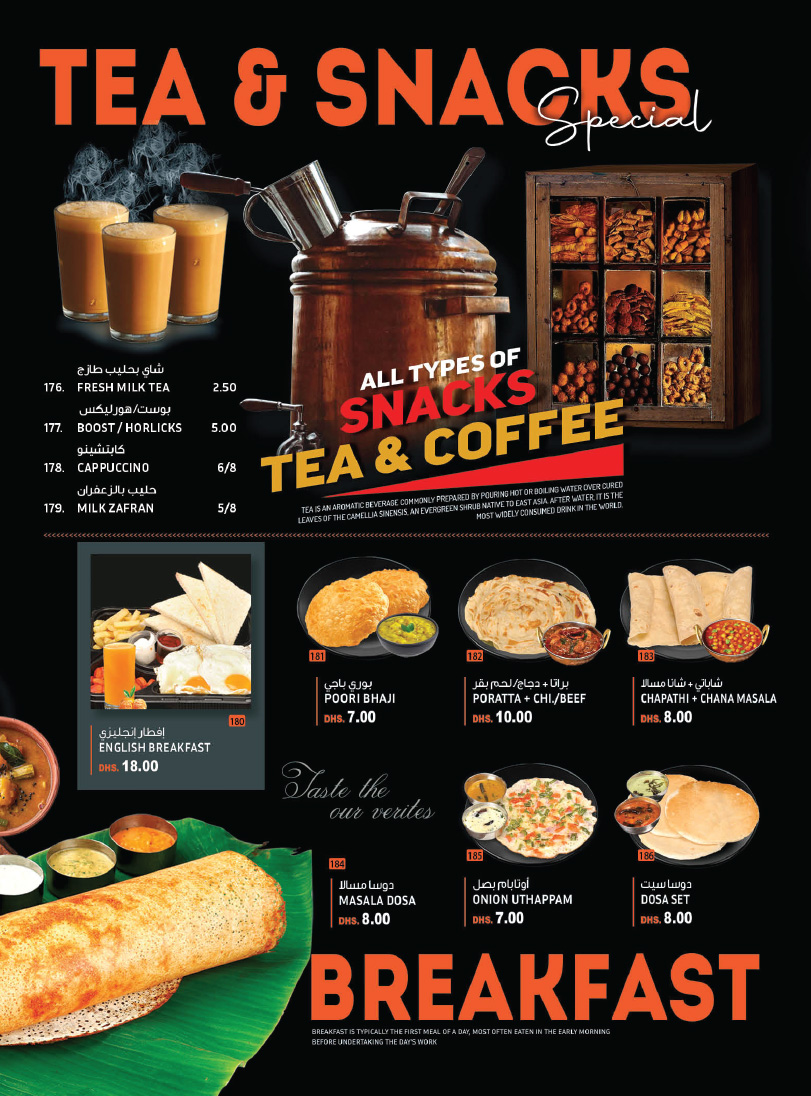 TEA & SNACKS
Special
شاي بحليب طازج
176. FRESH MILK TEA 2.50
بوست/هورليكس
177. BOOST / HORLICKS 5.00
كابتشينو
178. CAPPUCCINO 6/8
حليب بالزعفران
179. MILK ZAFRAN 5/8
ALL TYPES OF
SNACKS
TEA & COFFEE
TEA IS AN AROMATIC BEVERAGE COMMONLY PREPARED BY POURING HOT OR BOILING WATER OVER CURED
LEAVES OF THE CAMELLIA SINENSIS, AN EVERGREEN SHRUB NATIVE TO EAST ASIA. AFTER WATER, IT IS THE
MOST WIDELY CONSUMED DRINK IN THE WORLD.
180
إفطار إنجليزي
ENGLISH BREAKFAST
DHS. 18.00
181
بوري باجي
POORI BHAJI
DHS. 7.00
182
براتا + دجاج/لحم بقر
PORATTA + CHI./BEEF
DHS. 10.00
183
شاباتي + شانا مسالا
CHAPATHI + CHANA MASALA
DHS. 8.00
Taste the
our verites
184
دوسا مسالا
MASALA DOSA
DHS. 8.00
185
أوتابام بصل
ONION UTHAPPAM
DHS. 7.00
186
دوسا سيت
DOSA SET
DHS. 8.00
BREAKFAST
BREAKFAST IS TYPICALLY THE FIRST MEAL OF A DAY, MOST OFTEN EATEN IN THE EARLY MORNING
BEFORE UNDERTAKING THE DAY'S WORK